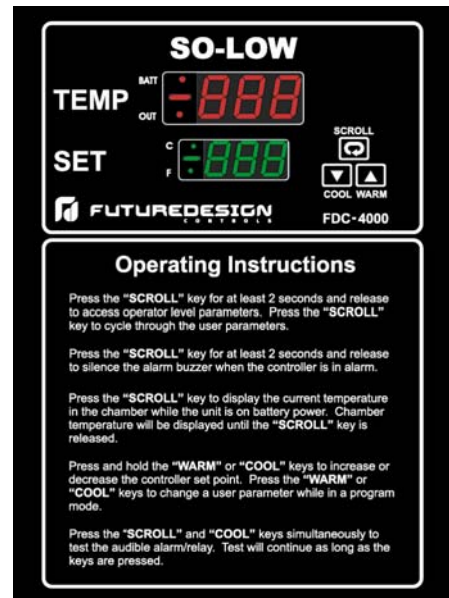 SO-LOW
BATT
TEMP -888
OUT
SCROLL
C
SET -888
F
COOL WARM
FUTUREDESIGN
CONTROLS
FDC-4000
Operating Instructions
Press the “SCROLL” key for at least 2 seconds and release
to access operator level parameters. Press the “SCROLL”
key to cycle through the user parameters.
Press the “SCROLL” key for at least 2 seconds and release
to silence the alarm buzzer when the controller is in alarm.
Press the “SCROLL” key to display the current temperature
in the chamber while the unit is on battery power. Chamber
temperature will be displayed until the “SCROLL” key is
released.
Press and hold the “WARM” or “COOL” keys to increase or
decrease the controller set point. Press the “WARM” or
“COOL” keys to change a user parameter while in a program
mode.
Press the “SCROLL” and “COOL” keys simultaneously to
test the audible alarm/relay. Test will continue as long as the
keys are pressed.